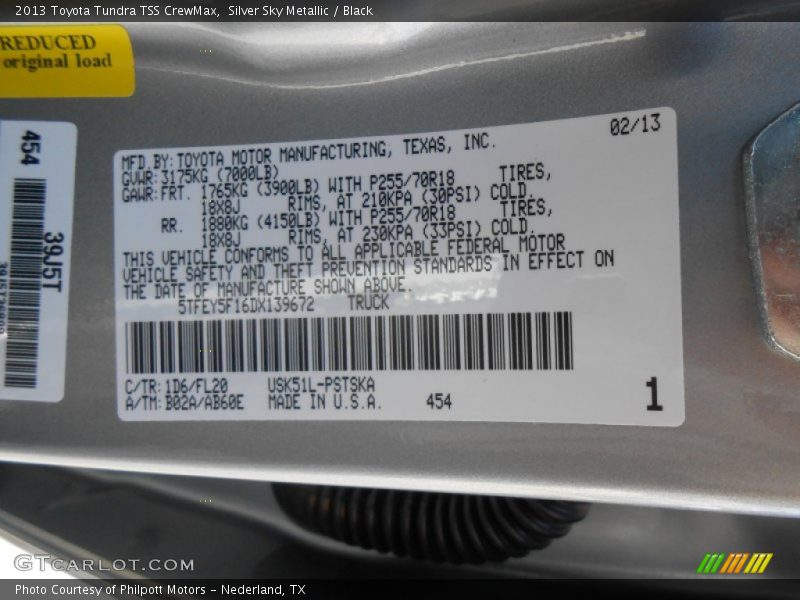 2013 Toyota Tundra TSS CrewMax,  Silver Sky Metallic / Black
REDUCED
original load
454
39J5T
02/13
MFD.BY:TOYOTA MOTOR MANUFACTURING, TEXAS, INC.
GVWR:3175KG (7000LB)
GAWR:FRT. 1765KG (3900LB) WITH P255/70R18 TIRES,
18x8J RIMS, AT 210KPA (30PSI) COLD.
RR. 1880KG (4150LB) WITH P255/70R18 TIRES,
18x8J RIMS, AT 230KPA (33PSI) COLD.
THIS VEHICLE CONFORMS TO ALL APPLICABLE FEDERAL MOTOR
VEHICLE SAFETY AND THEFT PREVENTION STANDARDS IN EFFECT ON
THE DATE OF MANUFACTURE SHOWN ABOVE.
5TFEY5F16DX139672 TRUCK
C/TR:1D6/FL20 USK51L-PSTSKA
A/TM:B02A/AB60E MADE IN U.S.A. 454
1
GTCARLOT.COM
Photo Courtesy of Philpott Motors – Nederland, TX